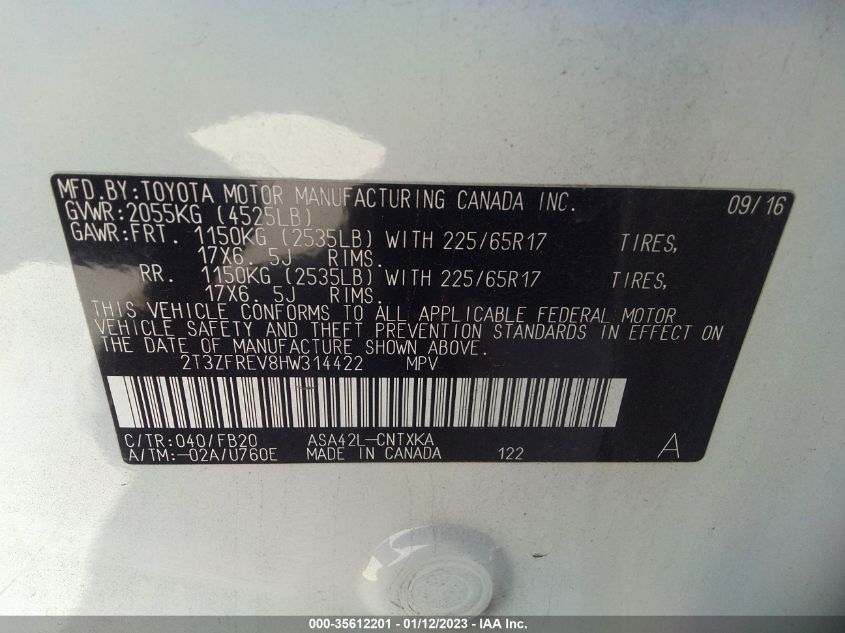 MFD.BY:TOYOTA MOTOR MANUFACTURING CANADA INC. 09/16
GVWR:2055KG (4525LB)
GAWR:FRT. 1150KG (2535LB) WITH 225/65R17 TIRES,
17X6.5J RIMS.
RR. 1150KG (2535LB) WITH 225/65R17 TIRES,
17X6.5J RIMS.
THIS VEHICLE CONFORMS TO ALL APPLICABLE FEDERAL MOTOR
VEHICLE SAFETY AND THEFT PREVENTION STANDARDS IN EFFECT ON
THE DATE OF MANUFACTURE SHOWN ABOVE.
2T3ZFREV8HW314422 MPV
C/TR:040/FB20 ASA42L-CNTXKA
A/TM:-02A/U760E MADE IN CANADA 122 A
000-35612201 - 01/12/2023 - IAA Inc.